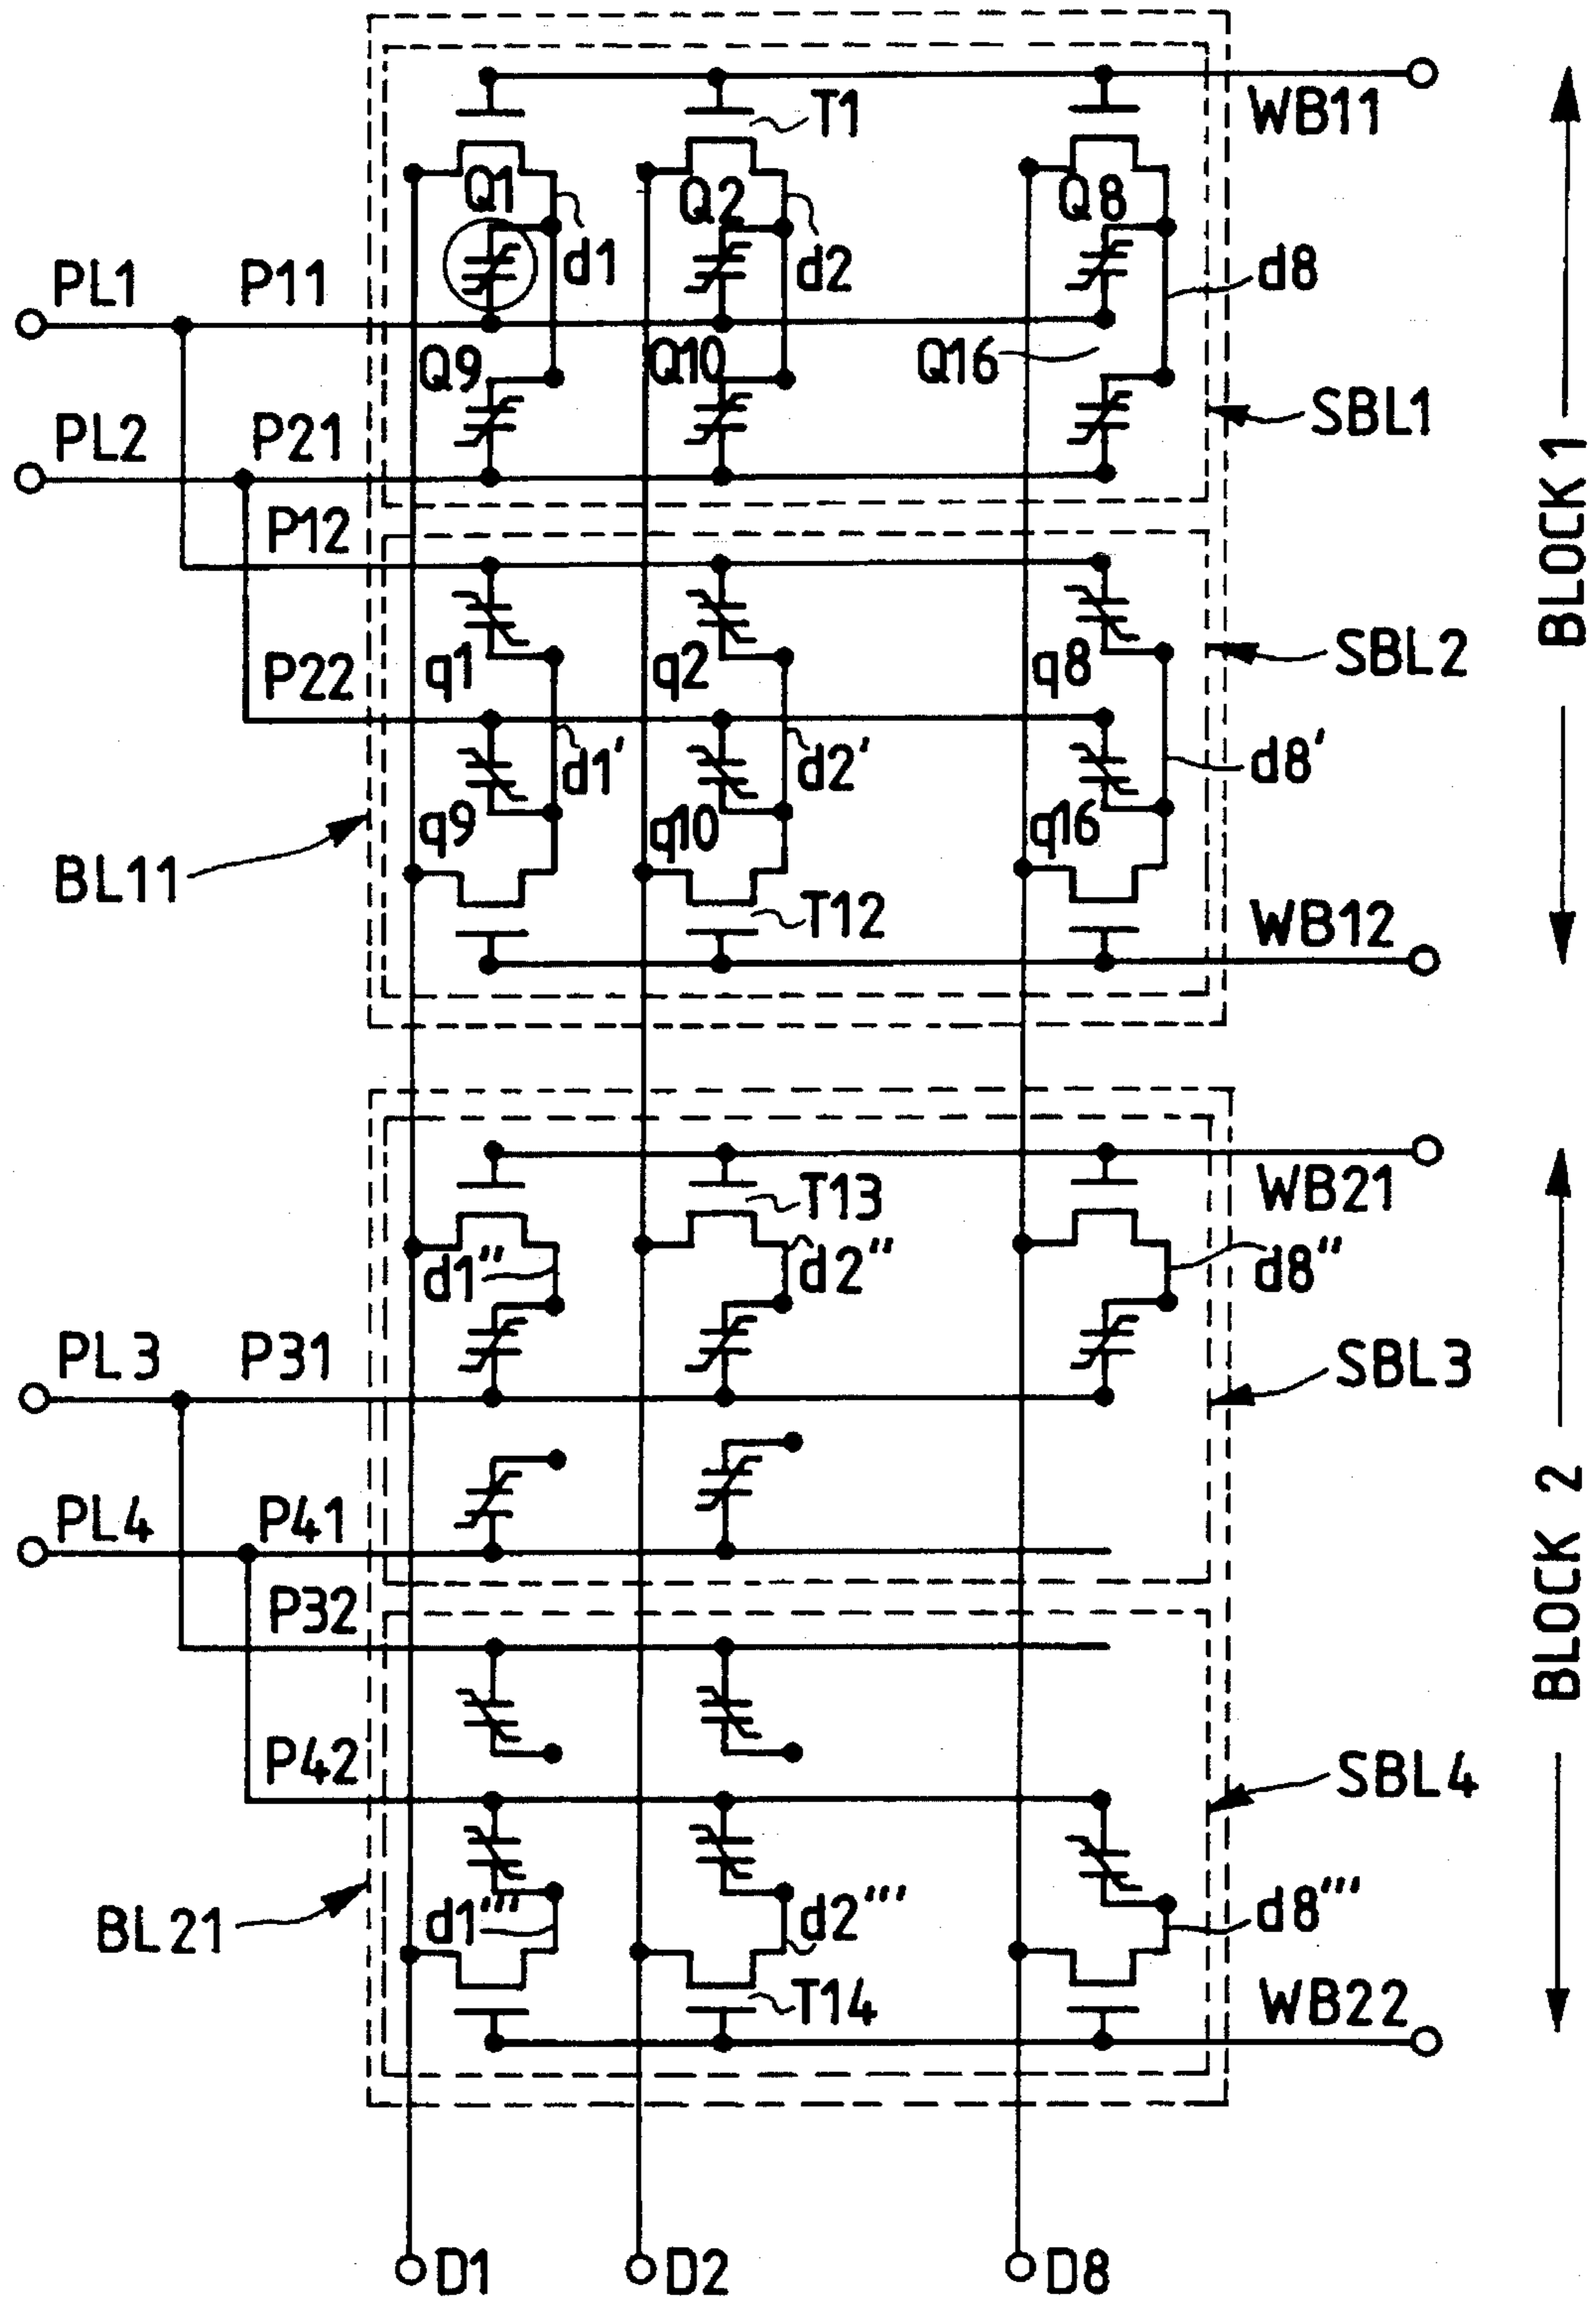 WB11
T1
Q1
Q2
Q8
d1
d2
d8
PL1
P11
Q9
Q10
Q16
SBL1
PL2
P21
BLOCK 1
P12
SBL2
P22
q1
q2
q8
d1'
d2'
d8'
q9
q10
q16
BL11
T12
WB12
T13
WB21
d1"
d2"
d8"
PL3
P31
SBL3
PL4
P41
BLOCK 2
P32
P42
SBL4
BL21
d1'''
d2'''
d8'''
T14
WB22
D1
D2
D8